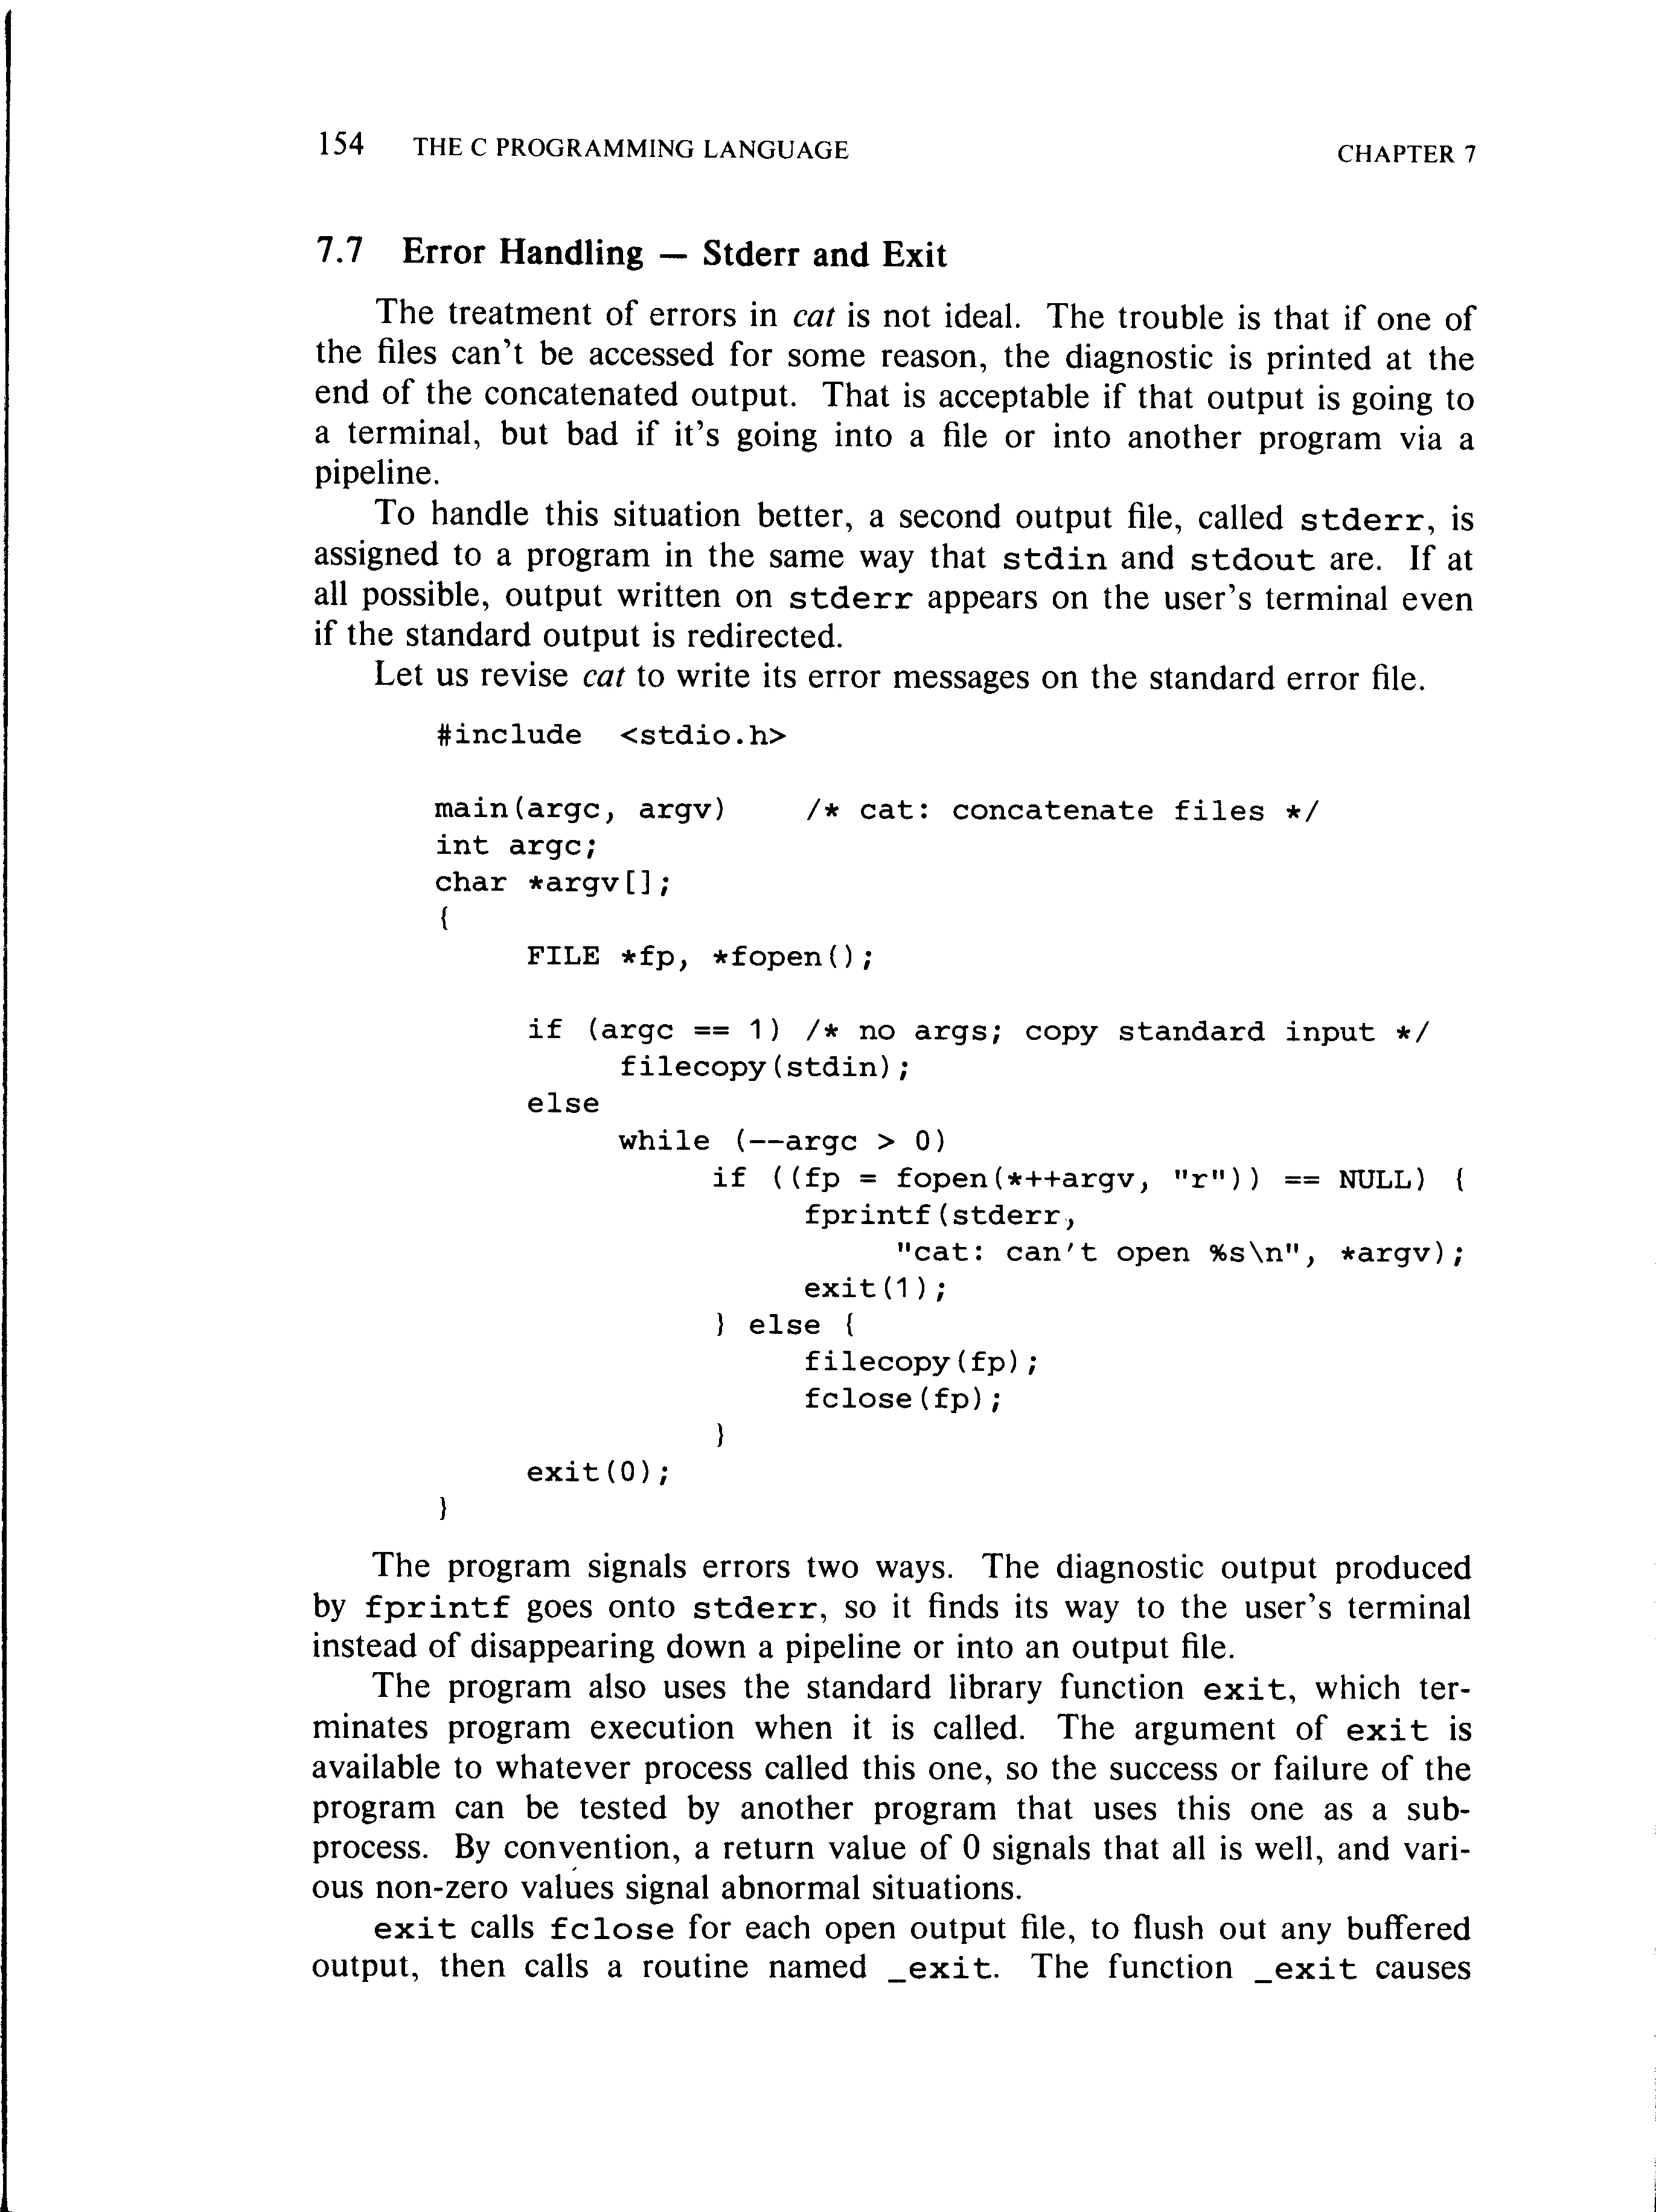 154 THE C PROGRAMMING LANGUAGE CHAPTER 7
7.7 Error Handling — Stderr and Exit
The treatment of errors in cat is not ideal. The trouble is that if one of
the files can't be accessed for some reason, the diagnostic is printed at the
end of the concatenated output. That is acceptable if that output is going to
a terminal, but bad if it's going into a file or into another program via a
pipeline.
To handle this situation better, a second output file, called stderr, is
assigned to a program in the same way that stdin and stdout are. If at
all possible, output written on stderr appears on the user's terminal even
if the standard output is redirected.
Let us revise cat to write its error messages on the standard error file.
#include <stdio.h>
main(argc, argv) /* cat: concatenate files */
int argc;
char *argv[];
{
FILE *fp, *fopen();
if (argc == 1) /* no args; copy standard input */
filecopy(stdin);
else
while (--argc > 0)
if ((fp = fopen(*++argv, "r")) == NULL) {
fprintf(stderr,
"cat: can't open %s\n", *argv);
exit(1);
} else {
filecopy(fp);
fclose(fp);
}
exit(0);
}
The program signals errors two ways. The diagnostic output produced
by fprintf goes onto stderr, so it finds its way to the user's terminal
instead of disappearing down a pipeline or into an output file.
The program also uses the standard library function exit, which ter-
minates program execution when it is called. The argument of exit is
available to whatever process called this one, so the success or failure of the
program can be tested by another program that uses this one as a sub-
process. By convention, a return value of 0 signals that all is well, and vari-
ous non-zero values signal abnormal situations.
exit calls fclose for each open output file, to flush out any buffered
output, then calls a routine named _exit. The function _exit causes